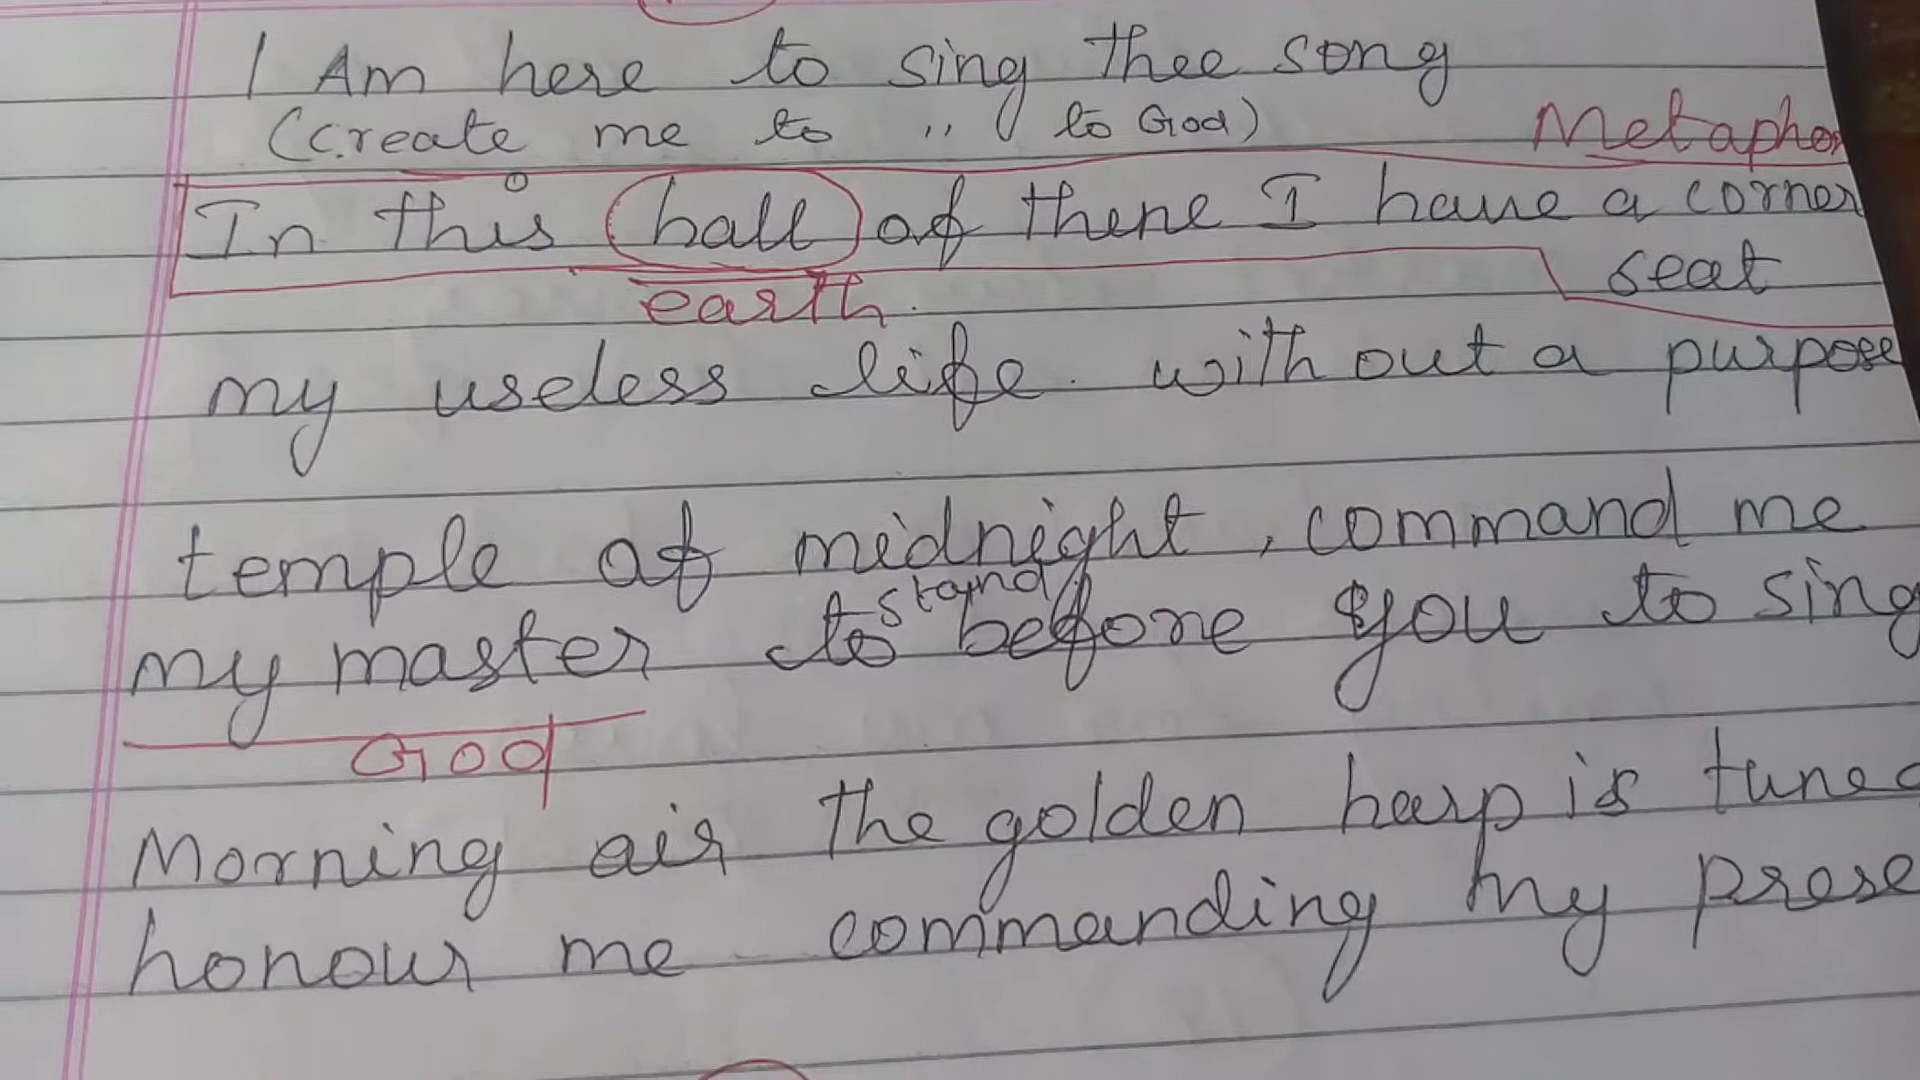 I Am here to sing thee song
(create me to ,, to God)
Metaphor
In this hall of thene I have a corner
seat
earth.
my useless life. without a purpose
temple of midnight, command me
my master to stand before you to sing
God
Morning air the golden harp is tuned
honour me commanding my prese